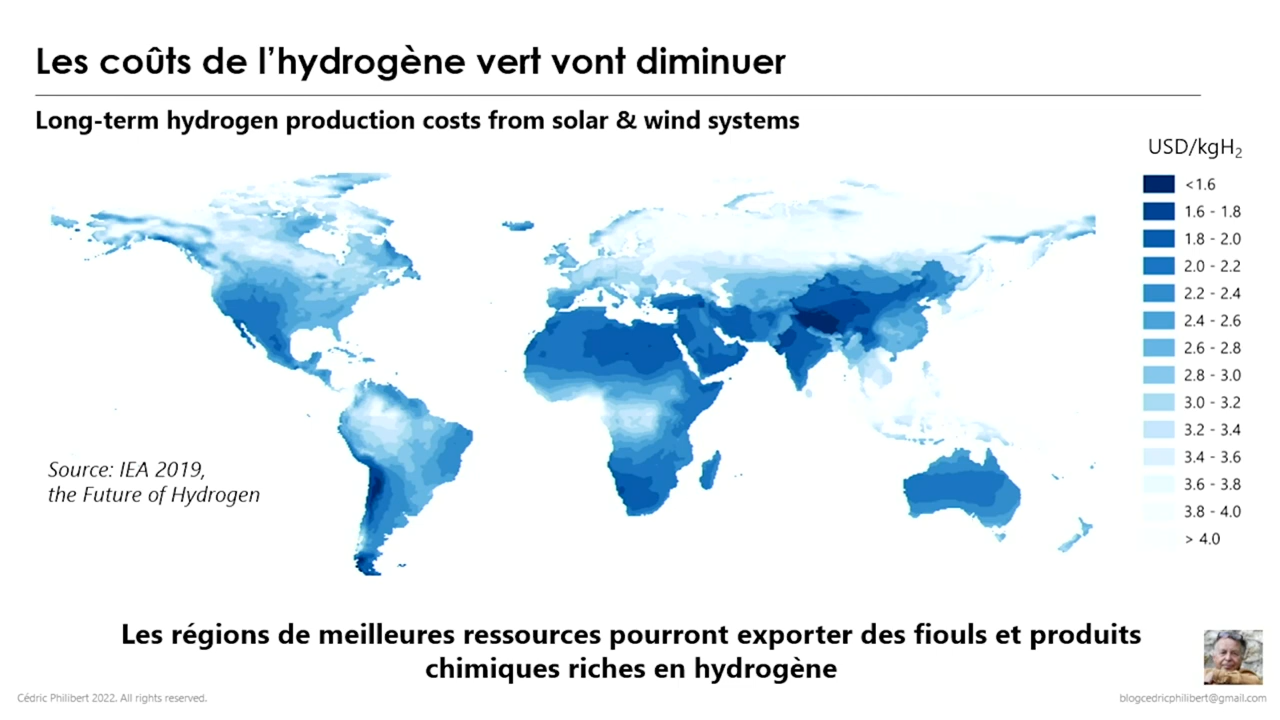 Les coûts de l'hydrogène vert vont diminuer
Long-term hydrogen production costs from solar & wind systems
USD/kgH₂
<1.6
1.6 - 1.8
1.8 - 2.0
2.0 - 2.2
2.2 - 2.4
2.4 - 2.6
2.6 - 2.8
2.8 - 3.0
3.0 - 3.2
3.2 - 3.4
3.4 - 3.6
3.6 - 3.8
3.8 - 4.0
> 4.0
Source: IEA 2019,
the Future of Hydrogen
Les régions de meilleures ressources pourront exporter des fiouls et produits
chimiques riches en hydrogène
Cédric Philibert 2022. All rights reserved.
blogcedricphilibert@gmail.com